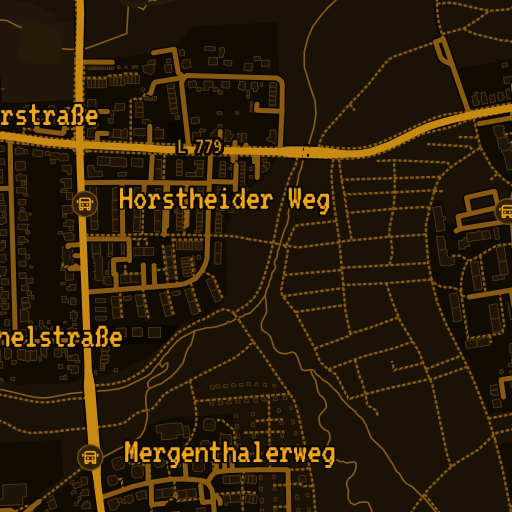 rstraße
L 779
Horstheider Weg
nelstraße
Mergenthalerweg